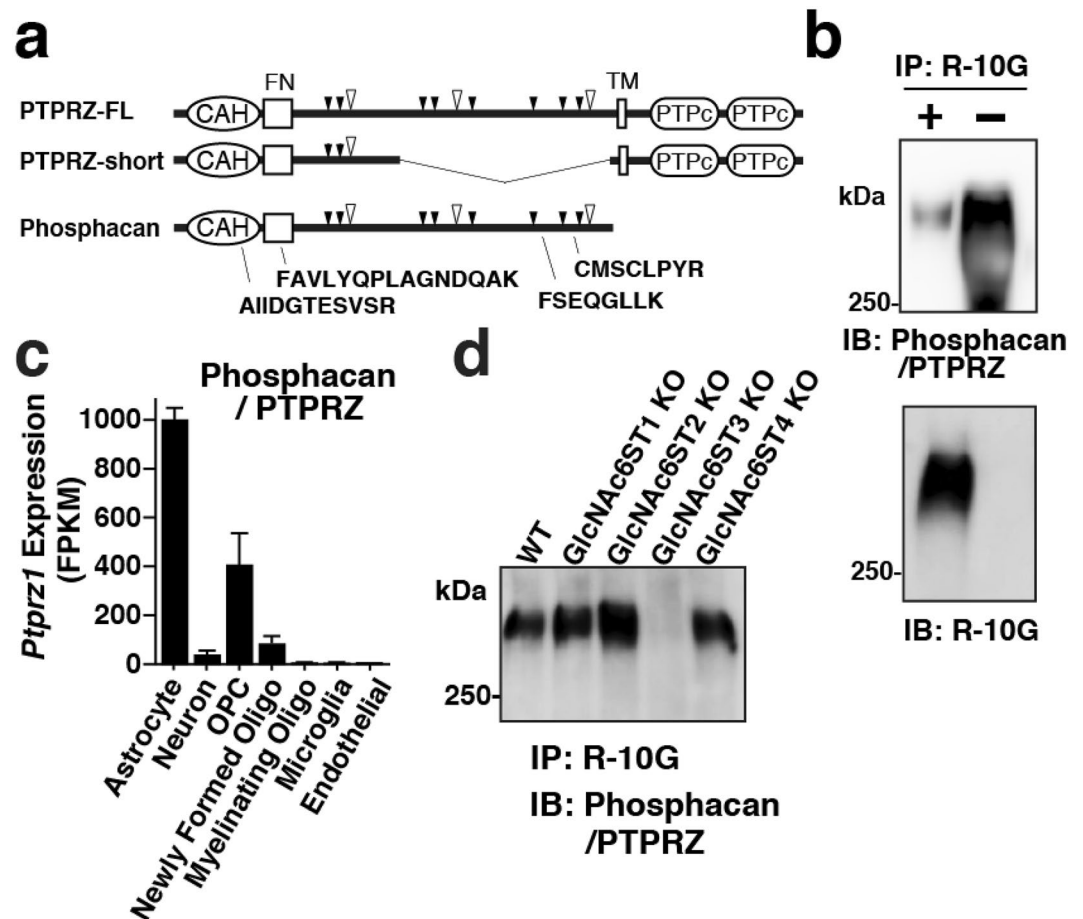 a
FN
TM
PTPRZ-FL
CAH
PTPc
PTPc
PTPRZ-short
CAH
PTPc
PTPc
Phosphacan
CAH
FAVLYQPLAGNDQAK
CMSCLPYR
AIIDGTESVSR
FSEQGLLK
b
IP: R-10G
+
−
kDa
250-
IB: Phosphacan
/PTPRZ
250-
IB: R-10G
c
Phosphacan
/ PTPRZ
Ptprz1 Expression
(FPKM)
1000
800
600
400
200
0
Astrocyte
Neuron
OPC
Newly Formed Oligo
Myelinating Oligo
Microglia
Endothelial
d
WT
GlcNAc6ST1 KO
GlcNAc6ST2 KO
GlcNAc6ST3 KO
GlcNAc6ST4 KO
kDa
250-
IP: R-10G
IB: Phosphacan
/PTPRZ